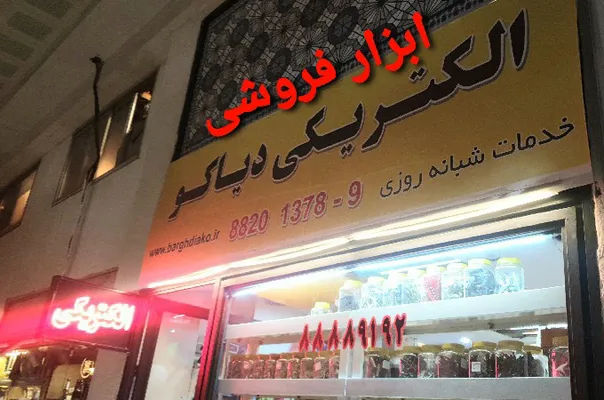 ابزار فروشی
الکتریکی دیاکو
خدمات شبانه روزی
8820 1378 - 9
www.barghdiako.ir
الکتریکی
۸۸۸۸۹۱۹۲